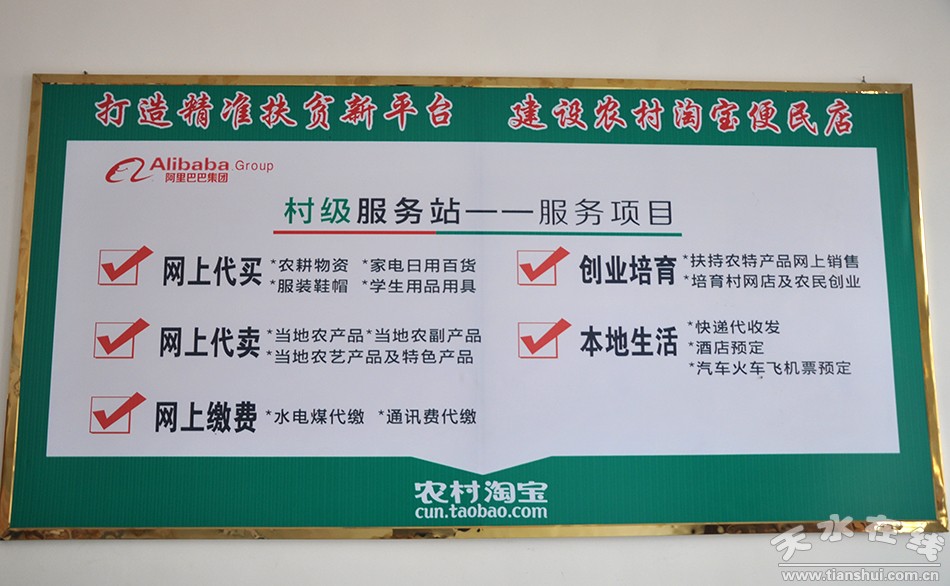 打造精准扶贫新平台 建设农村淘宝便民店
Alibaba Group
阿里巴巴集团
村级服务站——服务项目
网上代买
*农耕物资 *家电日用百货
*服装鞋帽 *学生用品用具
网上代卖
*当地农产品*当地农副产品
*当地农艺产品及特色产品
网上缴费
*水电煤代缴 *通讯费代缴
创业培育
*扶持农特产品网上销售
*培育村网店及农民创业
本地生活
*快递代收发
*酒店预定
*汽车火车飞机票预定
农村淘宝
cun.taobao.com
天水在线
www.tianshui.com.cn